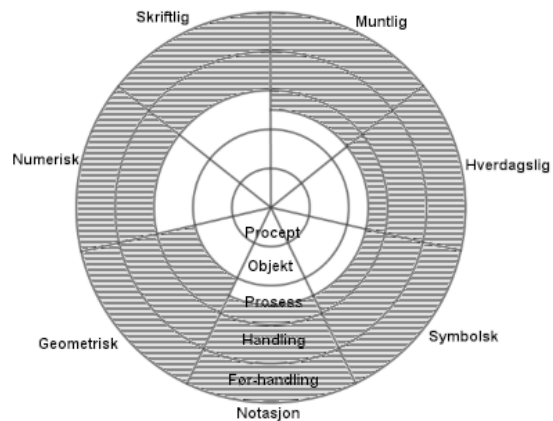 Skriftlig
Muntlig
Numerisk
Hverdagslig
Procept
Objekt
Prosess
Geometrisk
Symbolsk
Handling
Før-handling
Notasjon